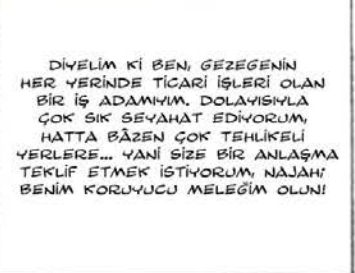 DİYELİM Kİ BEN, GEZEGENİN
HER YERİNDE TİCARİ İŞLERİ OLAN
BİR İŞ ADAMIYIM. DOLAYISIYLA
ÇOK SIK SEYAHAT EDİYORUM,
HATTA BÂZEN ÇOK TEHLİKELİ
YERLERE... YANİ SİZE BİR ANLAŞMA
TEKLİF ETMEK İSTİYORUM, NAJAH;
BENİM KORUYUCU MELEĞİM OLUN!